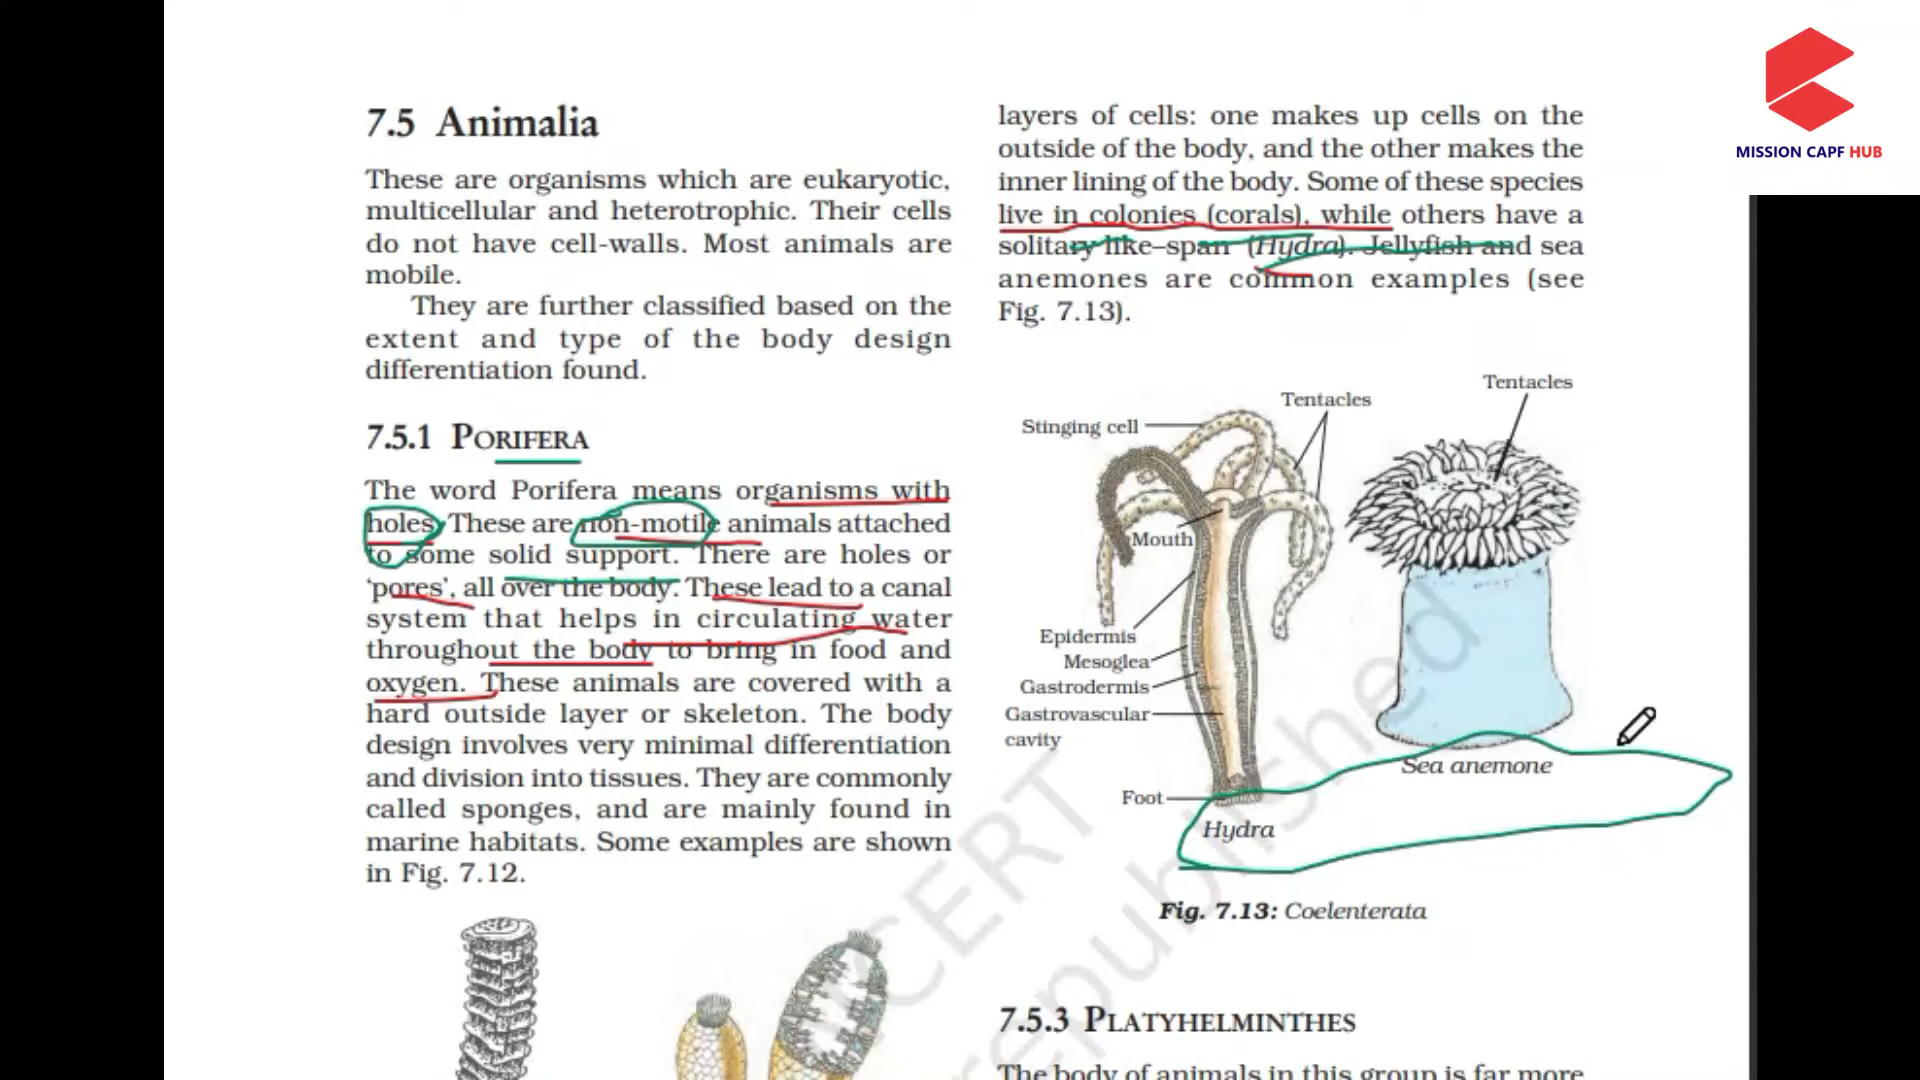 MISSION CAPF HUB
7.5 Animalia
These are organisms which are eukaryotic,
multicellular and heterotrophic. Their cells
do not have cell-walls. Most animals are
mobile.
They are further classified based on the
extent and type of the body design
differentiation found.
7.5.1 PORIFERA
The word Porifera means organisms with
holes. These are non-motile animals attached
to some solid support. There are holes or
‘pores’, all over the body. These lead to a canal
system that helps in circulating water
throughout the body to bring in food and
oxygen. These animals are covered with a
hard outside layer or skeleton. The body
design involves very minimal differentiation
and division into tissues. They are commonly
called sponges, and are mainly found in
marine habitats. Some examples are shown
in Fig. 7.12.
layers of cells: one makes up cells on the
outside of the body, and the other makes the
inner lining of the body. Some of these species
live in colonies (corals), while others have a
solitary like–span (Hydra). Jellyfish and sea
anemones are common examples (see
Fig. 7.13).
Tentacles
Tentacles
Stinging cell
Mouth
Epidermis
Mesoglea
Gastrodermis
Gastrovascular
cavity
Foot
Sea anemone
Hydra
Fig. 7.13: Coelenterata
7.5.3 PLATYHELMINTHES
The body of animals in this group is far more
republished